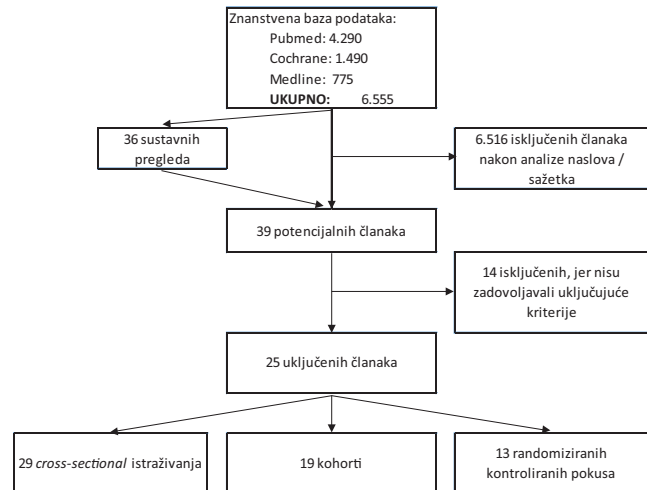 Znanstvena baza podataka:
Pubmed: 4.290
Cochrane: 1.490
Medline: 775
UKUPNO: 6.555
36 sustavnih
pregleda
6.516 isključenih članaka
nakon analize naslova /
sažetka
39 potencijalnih članaka
14 isključenih, jer nisu
zadovoljavali uključujuće
kriterije
25 uključenih članaka
29 cross-sectional istraživanja
19 kohorti
13 randomiziranih
kontroliranih pokusa